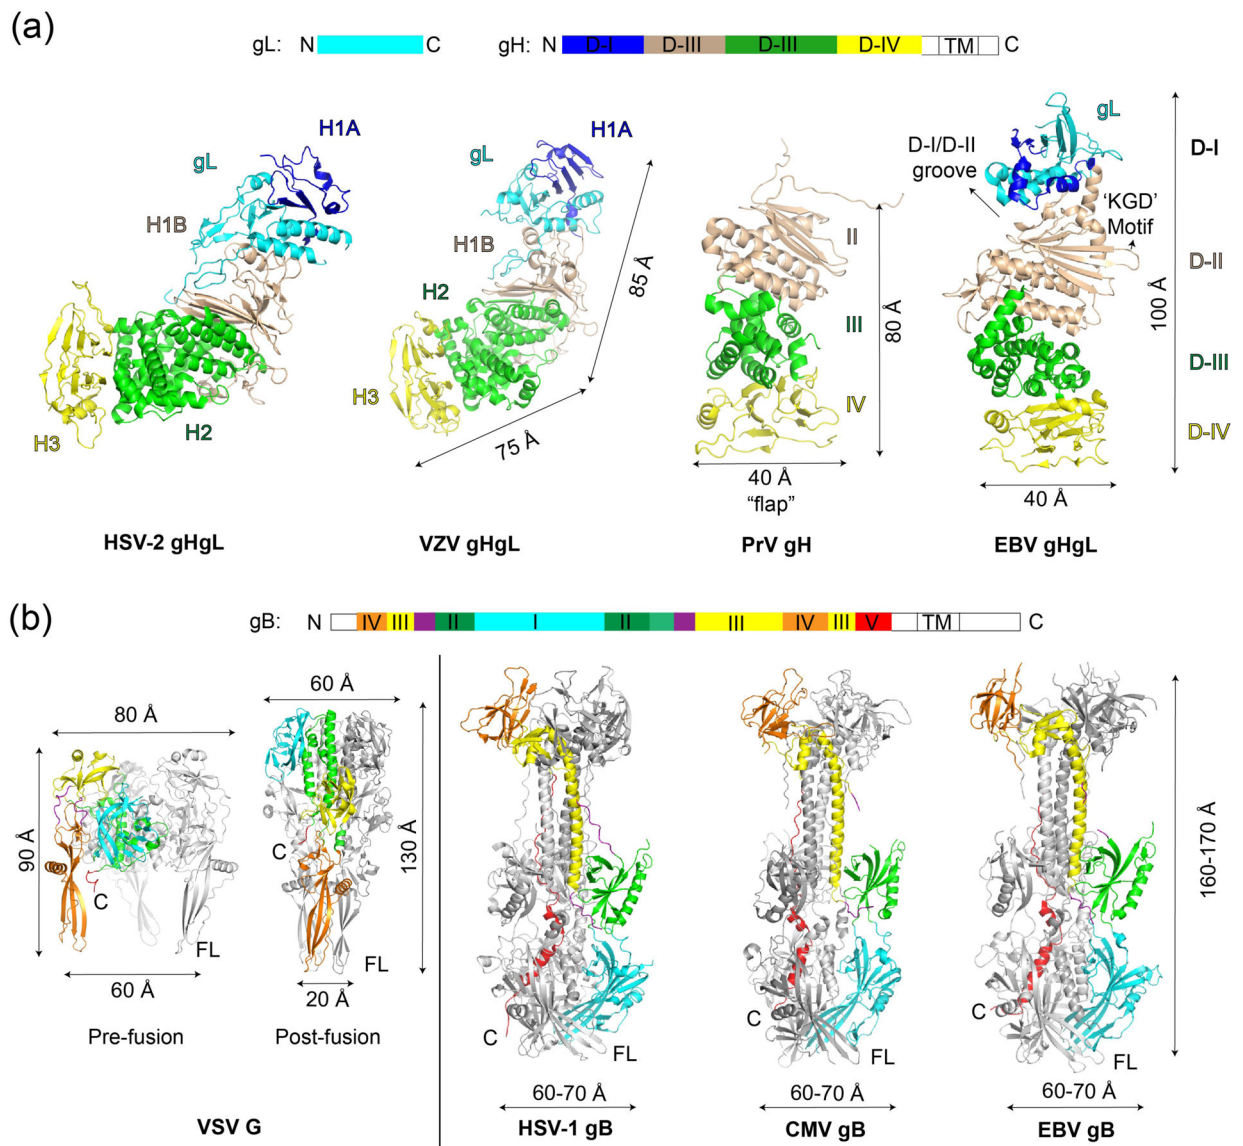 (a)
gL: N C gH: N D-I D-III D-III D-IV TM C
H1A
gL
H1B
H2
H3
HSV-2 gHgL
H1A
gL
H1B
H2
H3
85 Å
75 Å
VZV gHgL
II
III
IV
80 Å
40 Å
“flap”
PrV gH
gL
D-I/D-II
groove
‘KGD’
Motif
D-I
D-II
D-III
D-IV
100 Å
40 Å
EBV gHgL
(b)
gB: N IV III II I II III IV III V TM C
80 Å
90 Å
C
FL
60 Å
Pre-fusion
60 Å
130 Å
C
FL
20 Å
Post-fusion
VSV G
C
60-70 Å
HSV-1 gB
C
FL
60-70 Å
CMV gB
C
FL
60-70 Å
EBV gB
160-170 Å